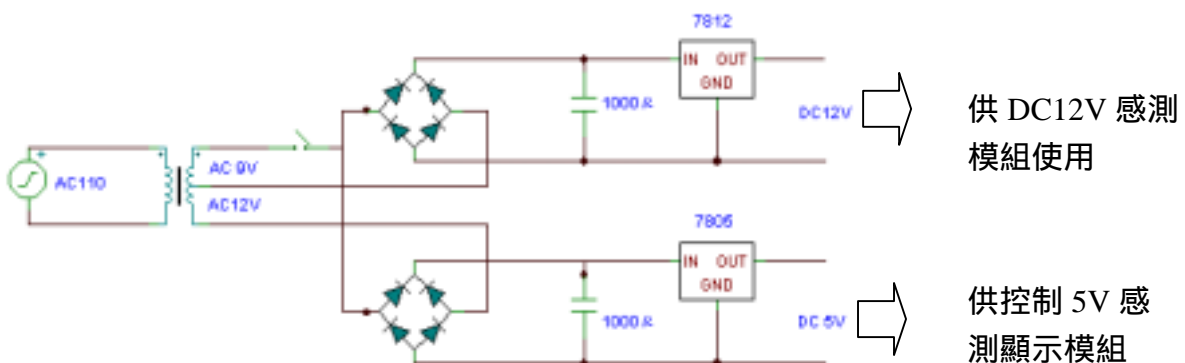 7812
IN OUT
GND
1000
DC12V
供 DC12V 感測
模組使用
AC110
AC 9V
AC12V
7805
IN OUT
GND
1000
DC 5V
供控制 5V 感
測顯示模組